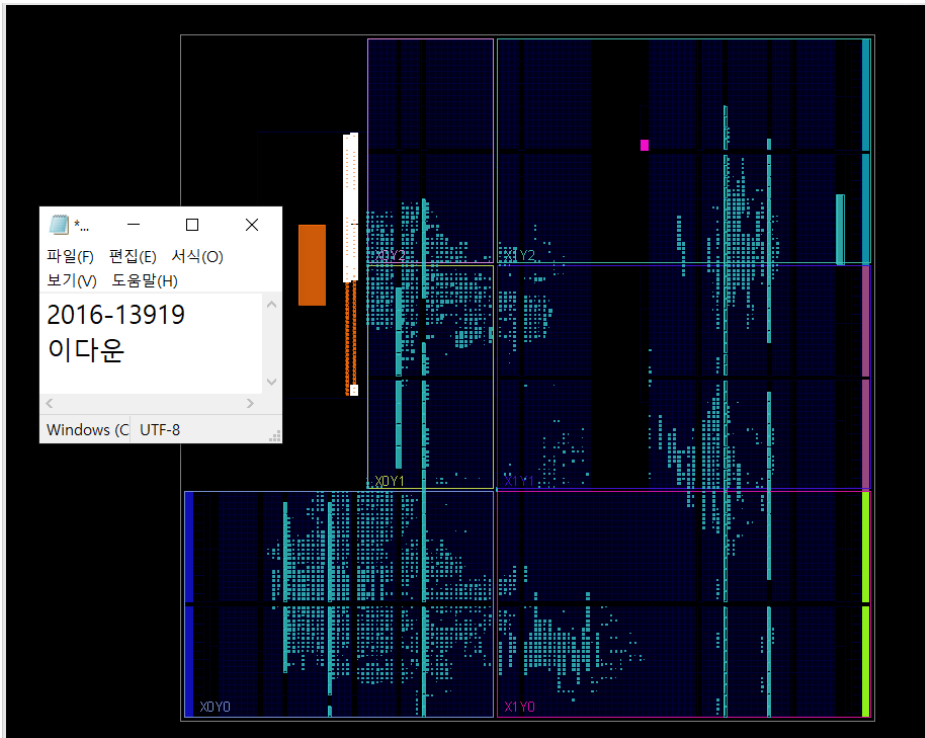 *...
파일(F) 편집(E) 서식(O)
보기(V) 도움말(H)
2016-13919
이다운
Windows (C UTF-8
X0Y2 X1Y2
X0Y1 X1Y1
X0Y0 X1Y0